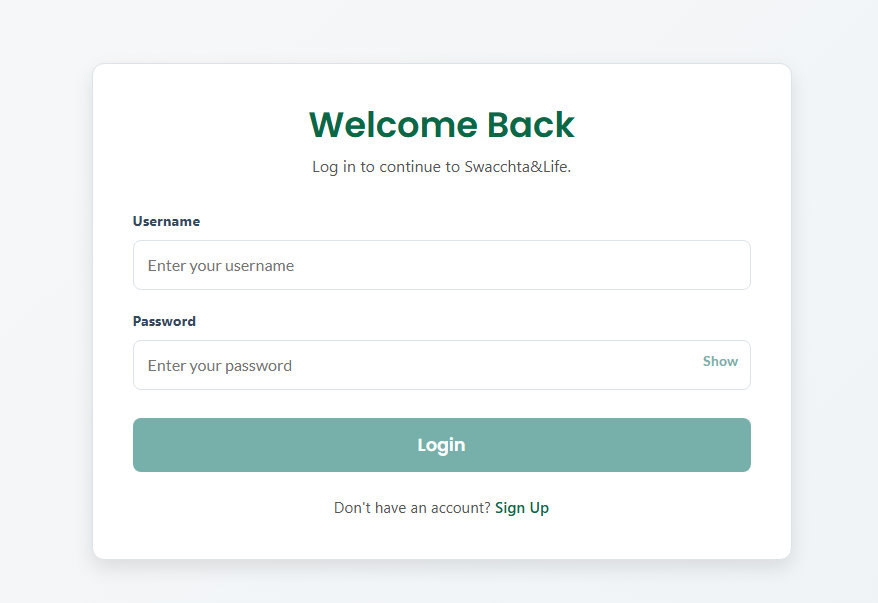 Welcome Back
Log in to continue to Swacchta&Life.
Username
Enter your username
Password
Enter your password
Show
Login
Don't have an account? Sign Up